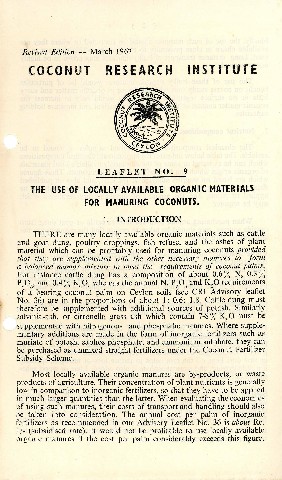 Revised Edition -- March 1967
COCONUT RESEARCH INSTITUTE
COCONUT RESEARCH INSTITUTE
CEYLON
LEAFLET NO. 9
THE USE OF LOCALLY AVAILABLE ORGANIC MATERIALS
FOR MANURING COCONUTS.
1. INTRODUCTION
THERE are many locally available organic materials such as cattle
and goat dung, poultry droppings, fish refuse and the ashes of plant
material which can be profitably used for manuring coconuts provided
that they are supplemented with the other necessary manures to form
a balanced manure mixture to meet the requirements of coconut palms.
For instance cattle dung has a composition of about 0.6% N, 0.3%
P2O5 and 0.4% K2O, whereas the annual N, P2O5 and K2O requirements
of a bearing coconut palm on Ceylon soils (see CRI Advisory Leaflet
No. 36) are in the proportions of about 1: 0.6: 1.8. Cattle dung must
therefore be supplemented with additional sources of potash. Similarly
citronella grass ash which contain 7-8% K2O must be
supplemented with nitrogenous and phosphatic manures. Where supple-
mentary additions are made in the form of inorganic fertilizers such as
muriate of potash, saphos phosphate, and ammonium sulphate, they can
be purchased as unmixed straight fertilizers under the Coconut Fertilizer
Subsidy Scheme.
Most locally available organic manures are by-products, or waste
products of agriculture. Their concentration of plant nutrients is generally
low in comparison to inorganic fertilizers, so that they have to be applied
in much larger quantities than the latter. When evaluating the economics
of using such manures, their costs of transport and handling should also
be taken into consideration. The annual cost per palm of inorganic
fertilizers as recommended in our Advisory Leaflet No. 36 is about Re.
1/- (subsidised rate). It would not be profitable to use locally available
organic manures if the cost per palm considerably exceeds this figure.